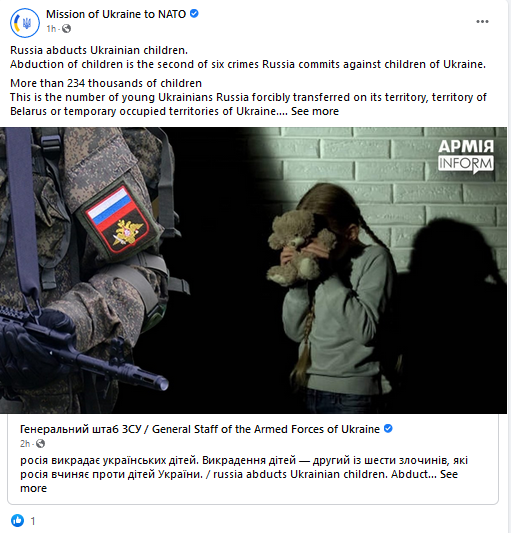 Mission of Ukraine to NATO
1h ·
Russia abducts Ukrainian children.
Abduction of children is the second of six crimes Russia commits against children of Ukraine.
More than 234 thousands of children
This is the number of young Ukrainians Russia forcibly transferred on its territory, territory of
Belarus or temporary occupied territories of Ukraine.... See more
АРМІЯ
INFORM
Генеральний штаб ЗСУ / General Staff of the Armed Forces of Ukraine
2h ·
росія викрадає українських дітей. Викрадення дітей — другий із шести злочинів, які
росія вчиняє проти дітей України. / russia abducts Ukrainian children. Abduct... See
more
1